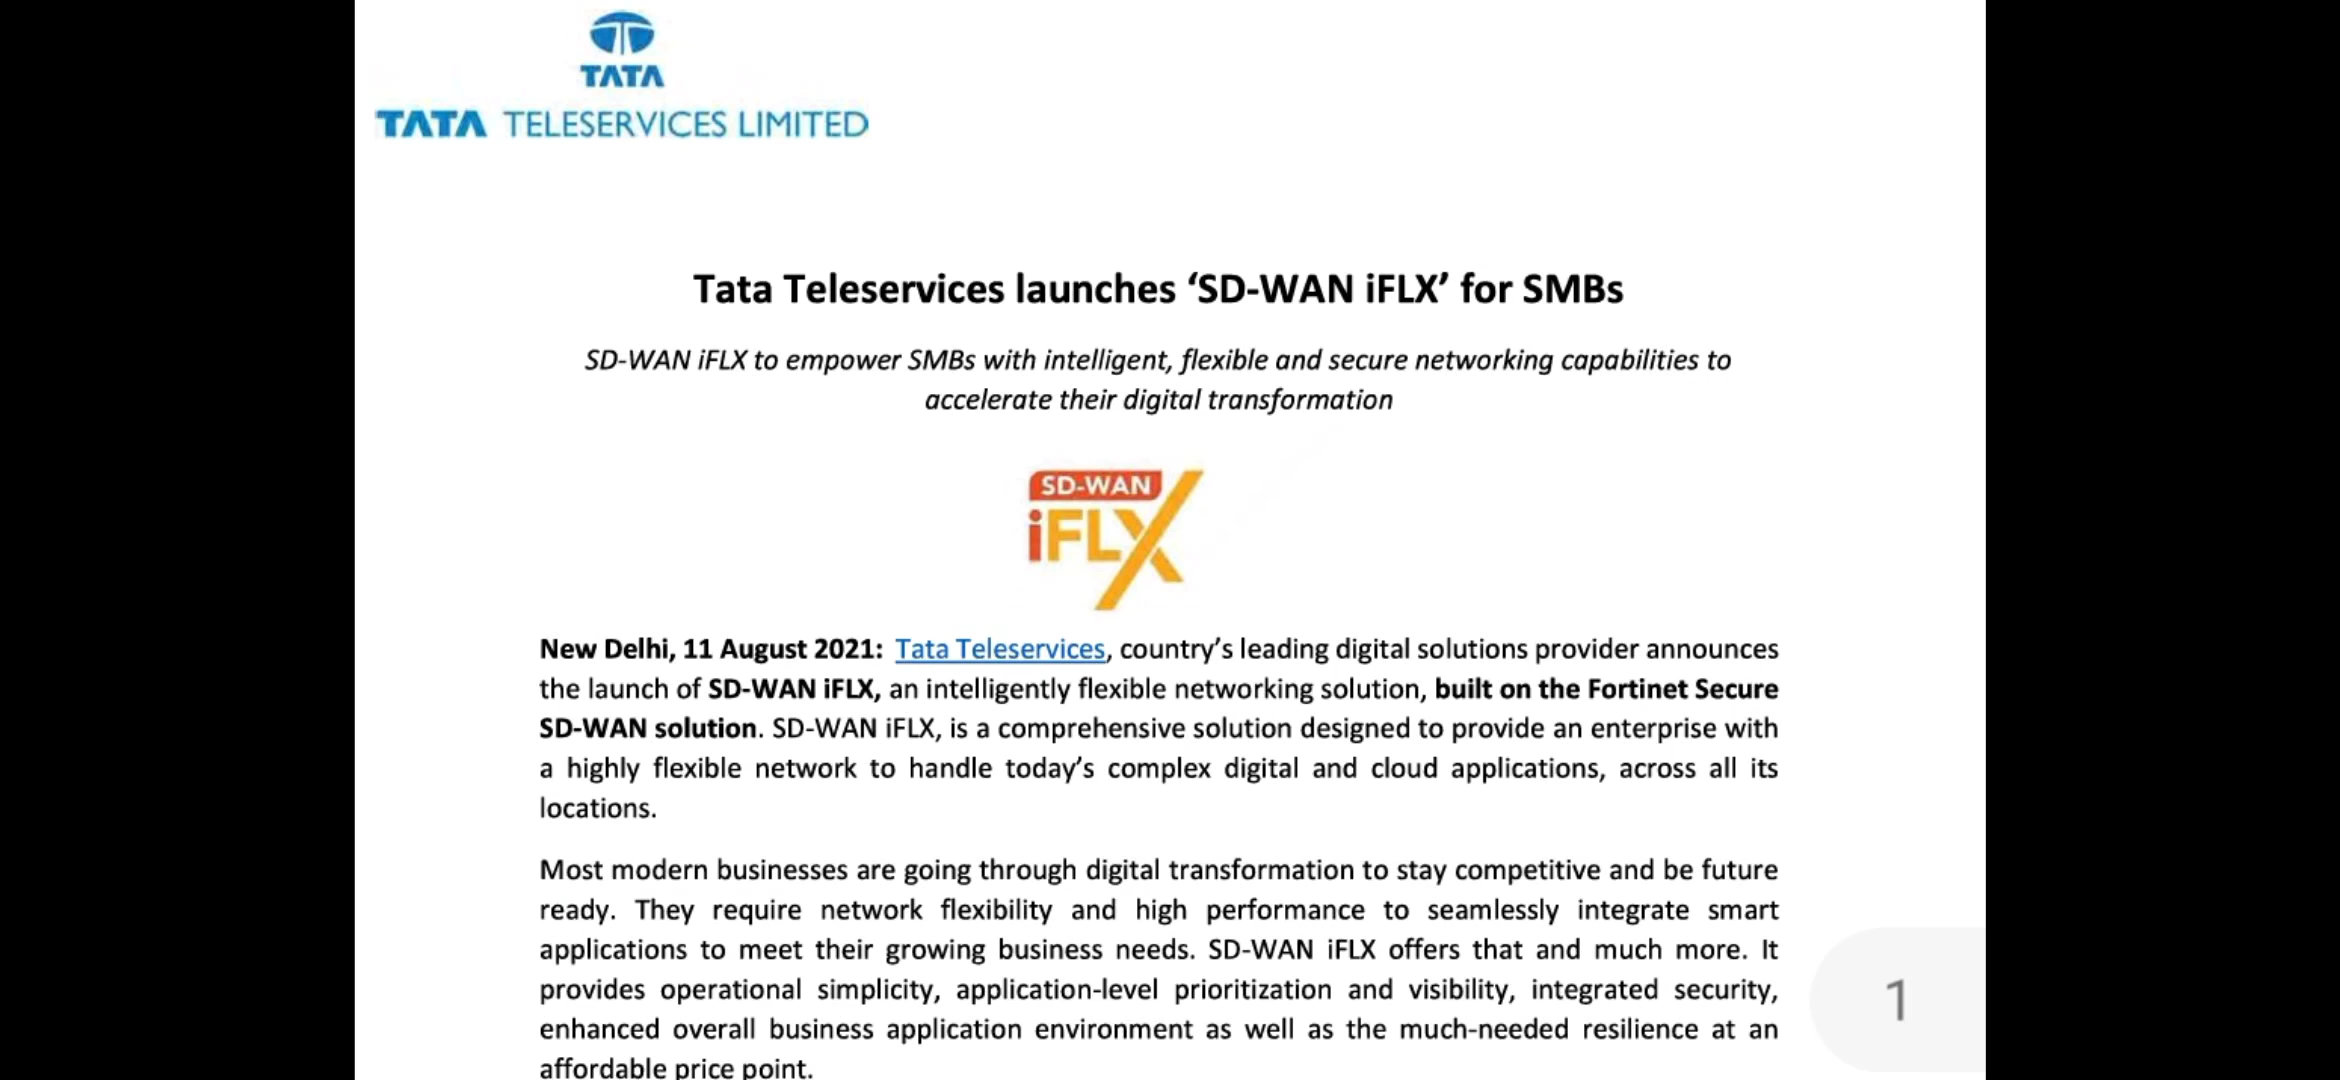 TATA
TATA TELESERVICES LIMITED
Tata Teleservices launches ‘SD-WAN iFLX’ for SMBs
SD-WAN iFLX to empower SMBs with intelligent, flexible and secure networking capabilities to
accelerate their digital transformation
SD-WAN
iFLX
New Delhi, 11 August 2021: Tata Teleservices, country’s leading digital solutions provider announces
the launch of SD-WAN iFLX, an intelligently flexible networking solution, built on the Fortinet Secure
SD-WAN solution. SD-WAN iFLX, is a comprehensive solution designed to provide an enterprise with
a highly flexible network to handle today’s complex digital and cloud applications, across all its
locations.
Most modern businesses are going through digital transformation to stay competitive and be future
ready. They require network flexibility and high performance to seamlessly integrate smart
applications to meet their growing business needs. SD-WAN iFLX offers that and much more. It
provides operational simplicity, application-level prioritization and visibility, integrated security,
enhanced overall business application environment as well as the much-needed resilience at an
affordable price point.
1